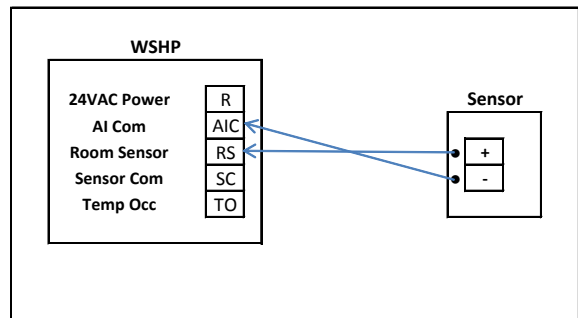 WSHP
24VAC Power R
AI Com AIC
Room Sensor RS
Sensor Com SC
Temp Occ TO
Sensor
+
-